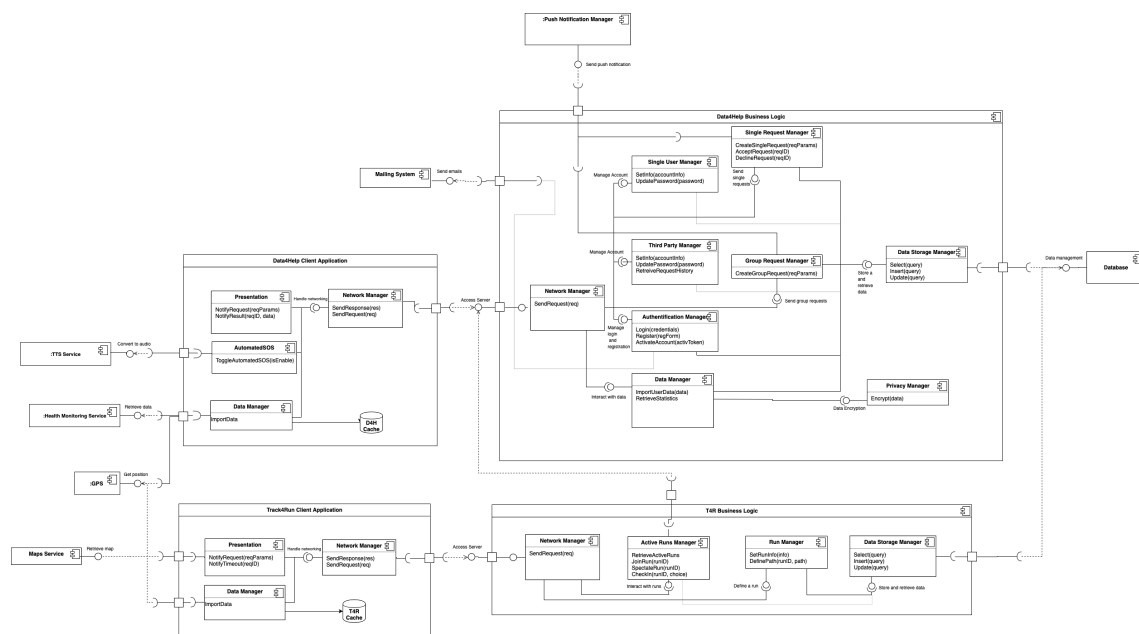 :Push Notification Manager
Send push notification
Data4Help Business Logic
Single Request Manager
CreateSingleRequest(reqParams)
AcceptRequest(reqID)
DeclineRequest(reqID)
Single User Manager
SetInfo(accountInfo)
UpdatePassword(password)
Manage Account
Send
single
requests
Mailing System
Send emails
Third Party Manager
SetInfo(accountInfo)
UpdatePassword(password)
RetreiveRequestHistory
Manage Account
Group Request Manager
CreateGroupRequest(reqParams)
Send group requests
Data Storage Manager
Select(query)
Insert(query)
Update(query)
Store a
and
retrieve
data
Data management
Database
Data4Help Client Application
Presentation
NotifyRequest(reqParams)
NotifyResult(reqID, data)
Handle networking
Network Manager
SendResponse(res)
SendRequest(req)
Access Server
Network Manager
SendRequest(req)
Authentification Manager
Login(credentials)
Register(regForm)
ActivateAccount(activToken)
Manage
login
and
registration
:TTS Service
Convert to audio
AutomatedSOS
ToggleAutomatedSOS(isEnable)
Data Manager
ImportUserData(data)
RetrieveStatistics
Interact with data
Privacy Manager
Encrypt(data)
Data Encryption
:Health Monitoring Service
Retrieve data
Data Manager
ImportData
D4H
Cache
:GPS
Get position
Track4Run Client Application
Maps Service
Retrieve map
Presentation
NotifyRequest(reqParams)
NotifyTimeout(reqID)
Handle networking
Network Manager
SendResponse(res)
SendRequest(req)
Access Server
Data Manager
ImportData
T4R
Cache
T4R Business Logic
Network Manager
SendRequest(req)
Active Runs Manager
RetrieveActiveRuns
JoinRun(runID)
SpectateRun(runID)
CheckIn(runID, choice)
Interact with runs
Run Manager
SetRunInfo(info)
DefinePath(runID, path)
Define a run
Data Storage Manager
Select(query)
Insert(query)
Update(query)
Store and retrieve data